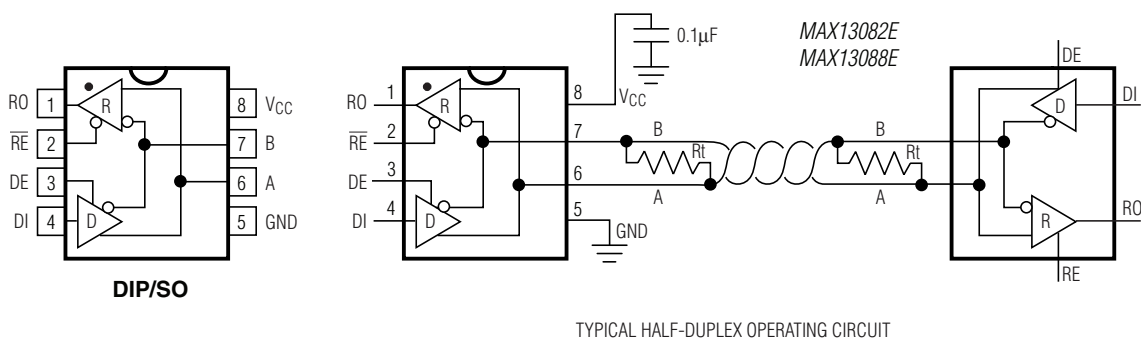 MAX13082E
MAX13088E
0.1µF
RO 1
R
8 VCC
R̅E̅ 2
7 B
DE 3
6 A
DI 4
D
5 GND
DIP/SO
RO 1
R
8
VCC
R̅E̅ 2
7
B
Rt
DE 3
6
A
DI 4
D
5
GND
B
Rt
A
DE
DI
D
R
RO
RE
TYPICAL HALF-DUPLEX OPERATING CIRCUIT